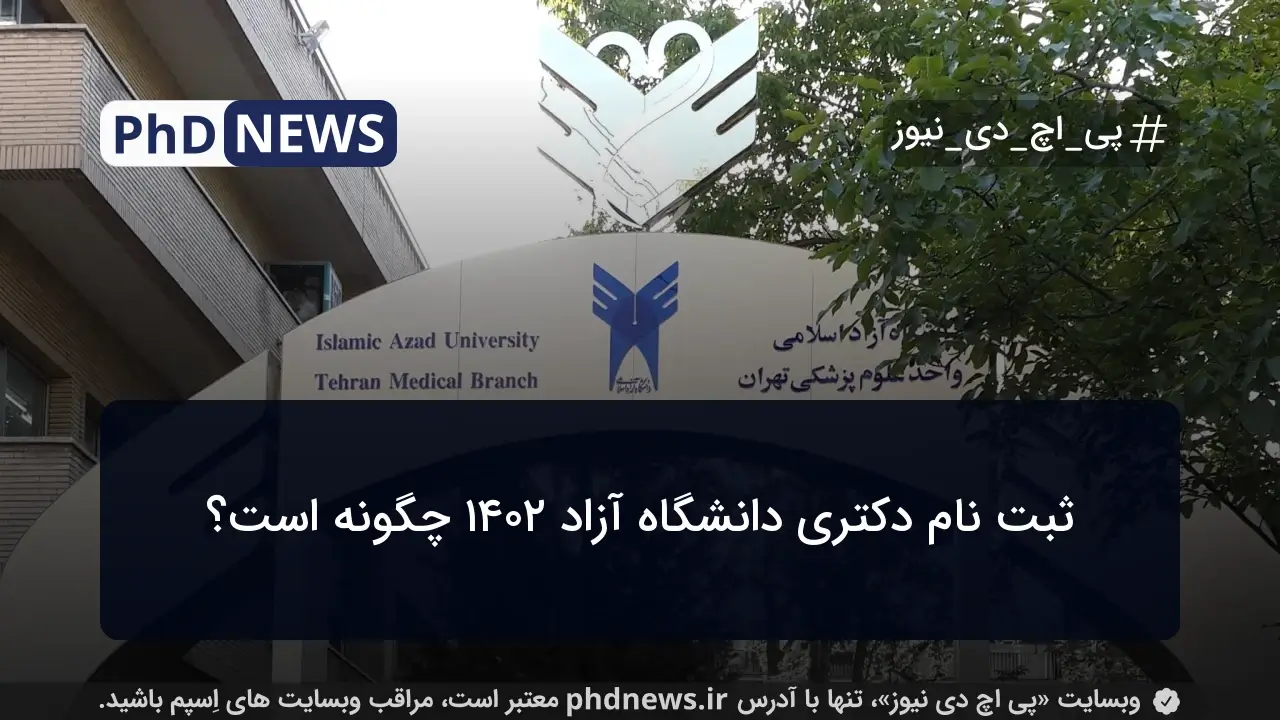 PhD NEWS
#پی_اچ_دی_نیوز
Islamic Azad University
Tehran Medical Branch
آزاد اسلامی
واحد علوم پزشکی تهران
ثبت نام دکتری دانشگاه آزاد ۱۴۰۲ چگونه است؟
وبسایت «پی اچ دی نیوز»، تنها با آدرس phdnews.ir معتبر است، مراقب وبسایت های اِسپم باشید.